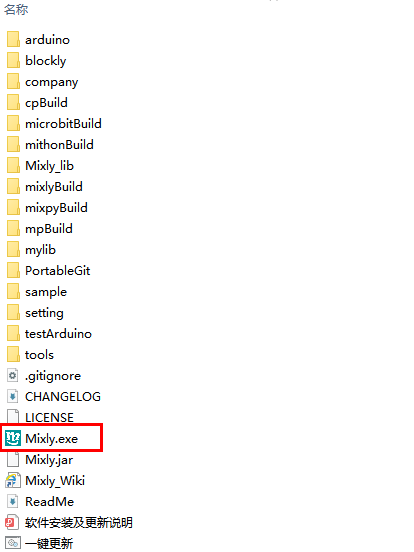 名称
arduino
blockly
company
cpBuild
microbitBuild
mithonBuild
Mixly_lib
mixlyBuild
mixpyBuild
mpBuild
mylib
PortableGit
sample
setting
testArduino
tools
.gitignore
CHANGELOG
LICENSE
Mixly.exe
Mixly.jar
Mixly_Wiki
ReadMe
软件安装及更新说明
一键更新